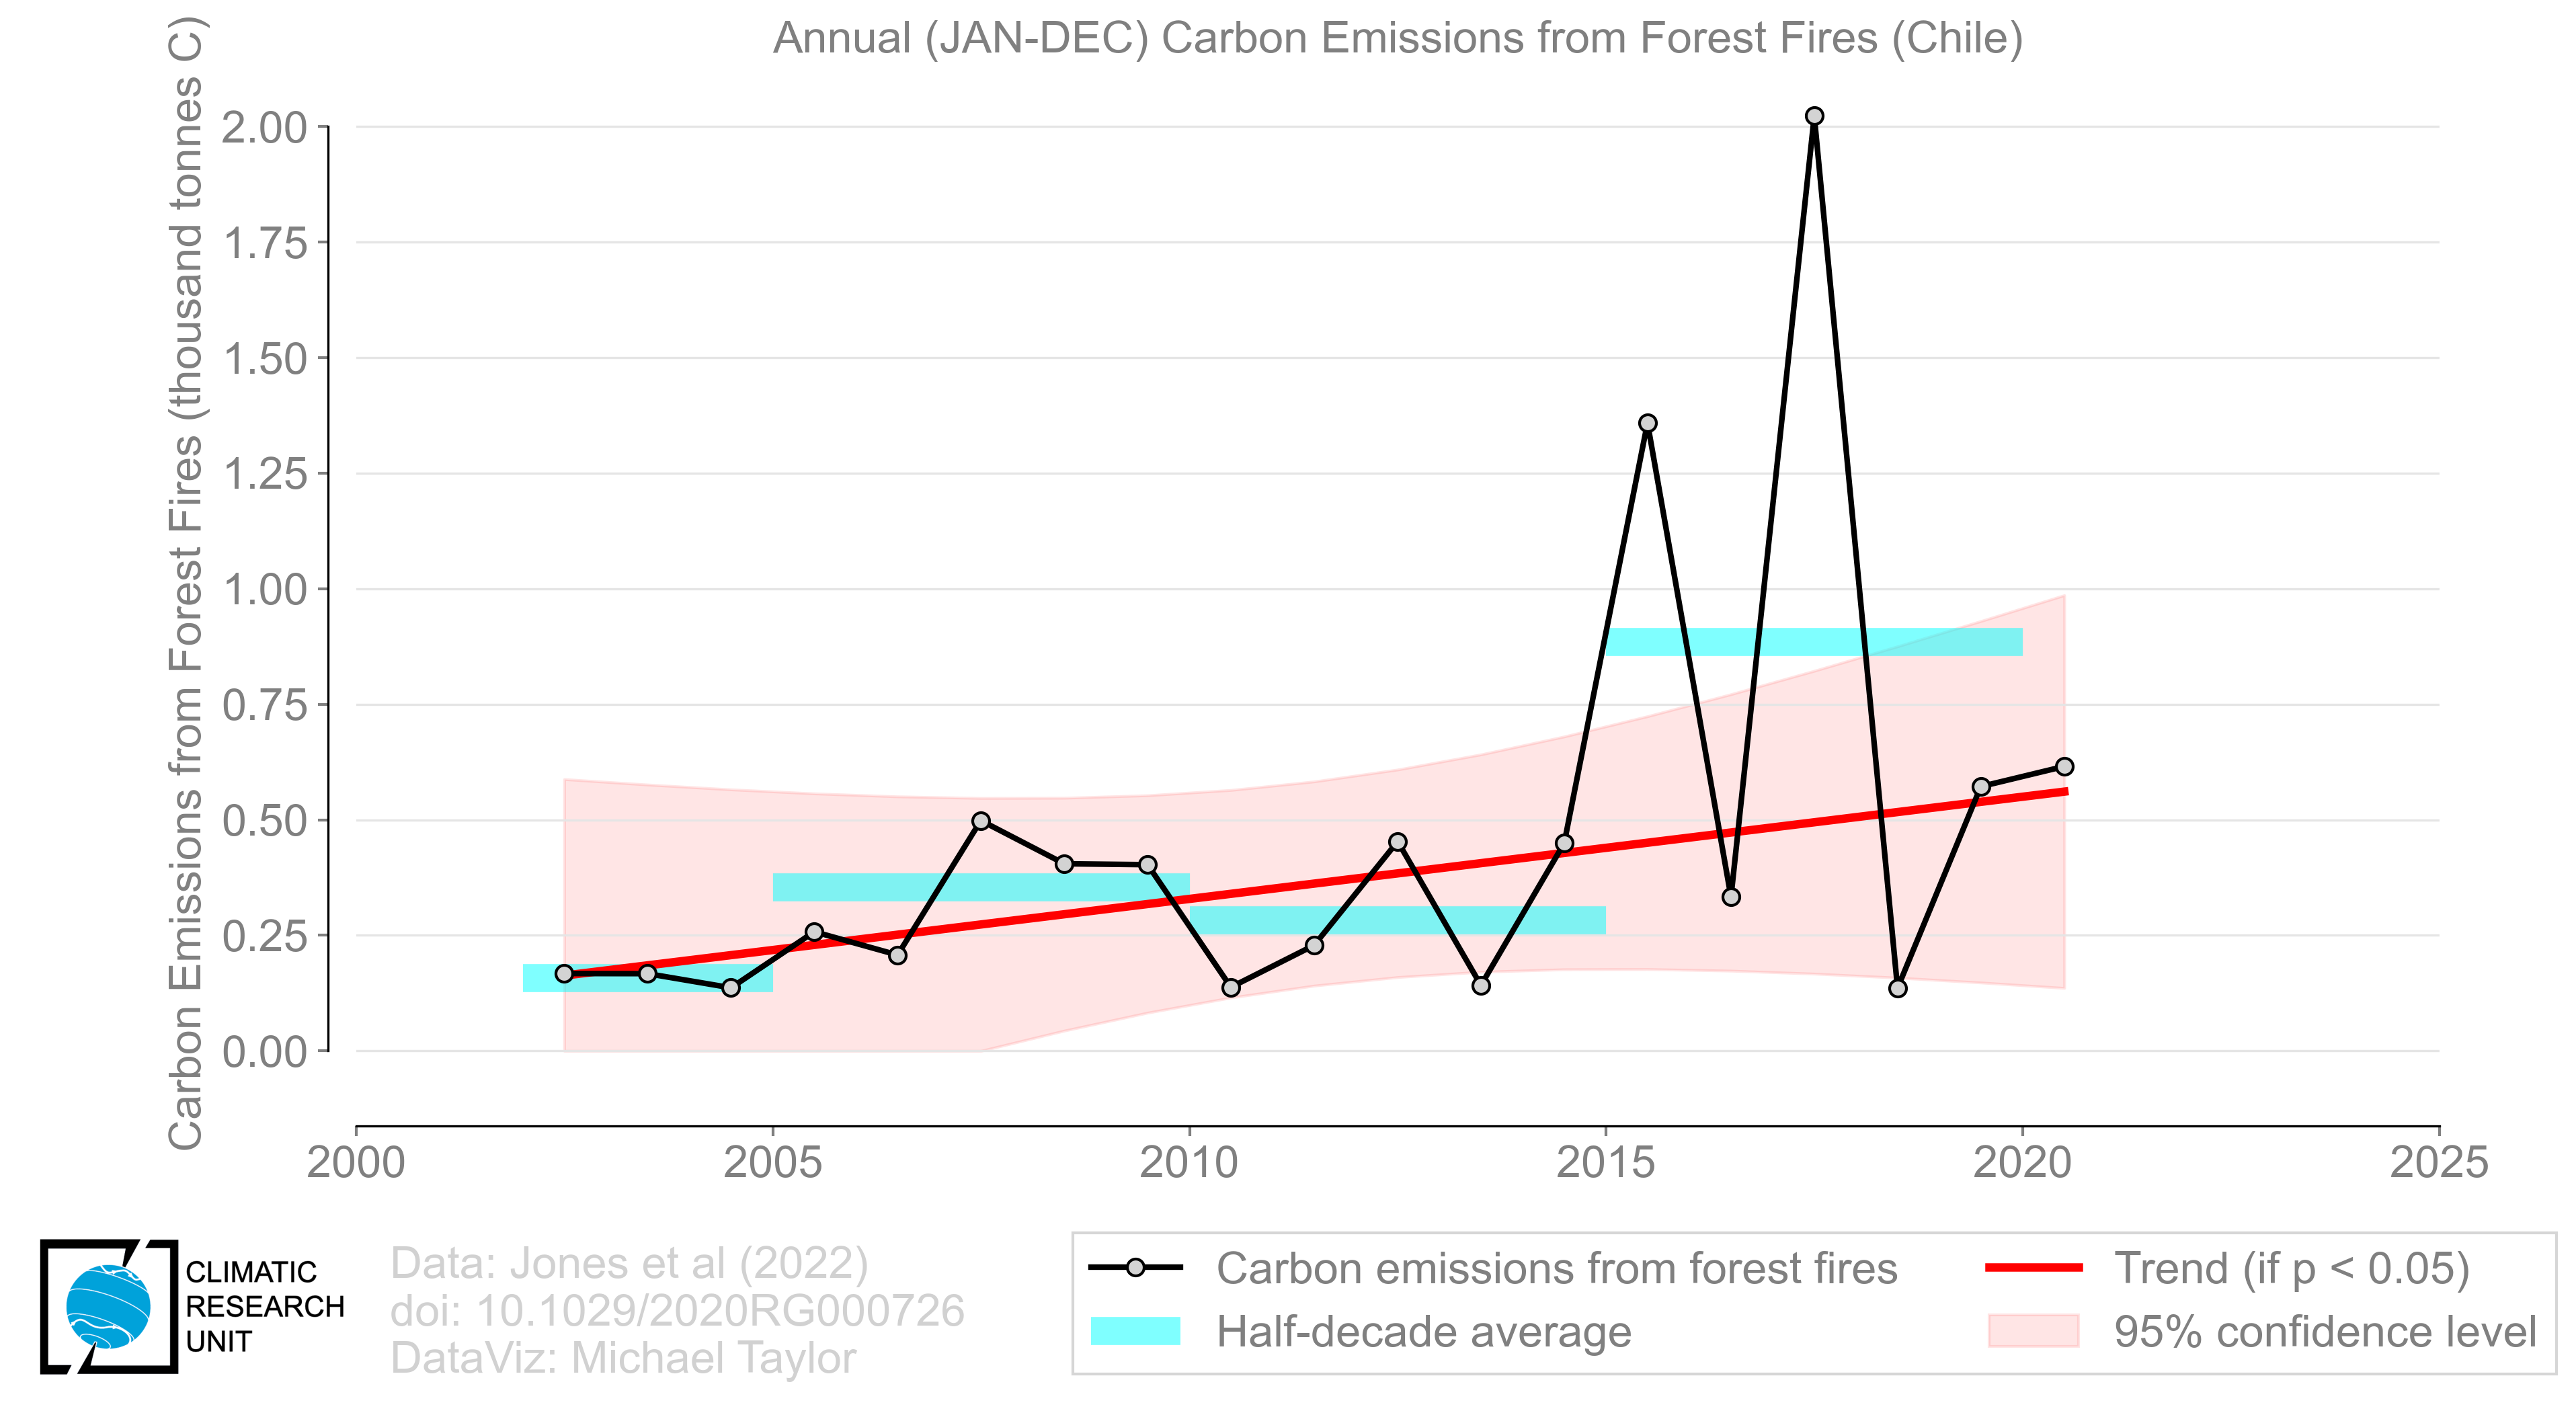 Annual (JAN-DEC) Carbon Emissions from Forest Fires (Chile)
Carbon Emissions from Forest Fires (thousand tonnes C)
2.00
1.75
1.50
1.25
1.00
0.75
0.50
0.25
0.00
2000 2005 2010 2015 2020 2025
CLIMATIC
RESEARCH
UNIT
Data: Jones et al (2022)
doi: 10.1029/2020RG000726
DataViz: Michael Taylor
Carbon emissions from forest fires
Half-decade average
Trend (if p < 0.05)
95% confidence level